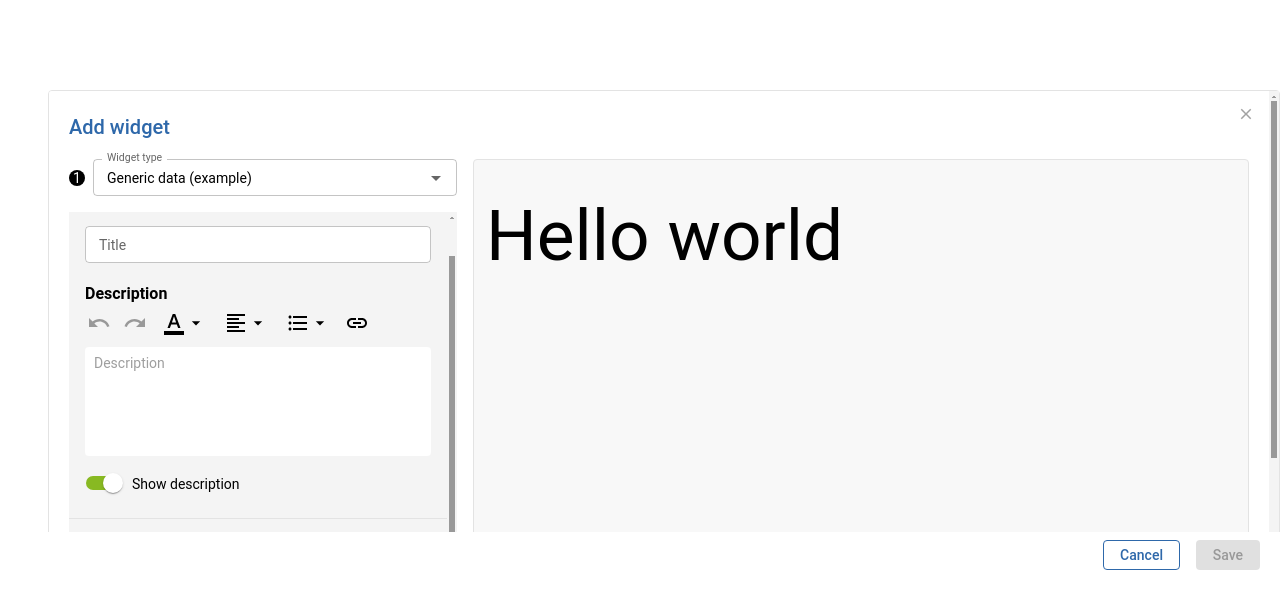 Add widget
Widget type
1
Generic data (example)
Hello world
Title
Description
A
Description
Show description
Cancel
Save